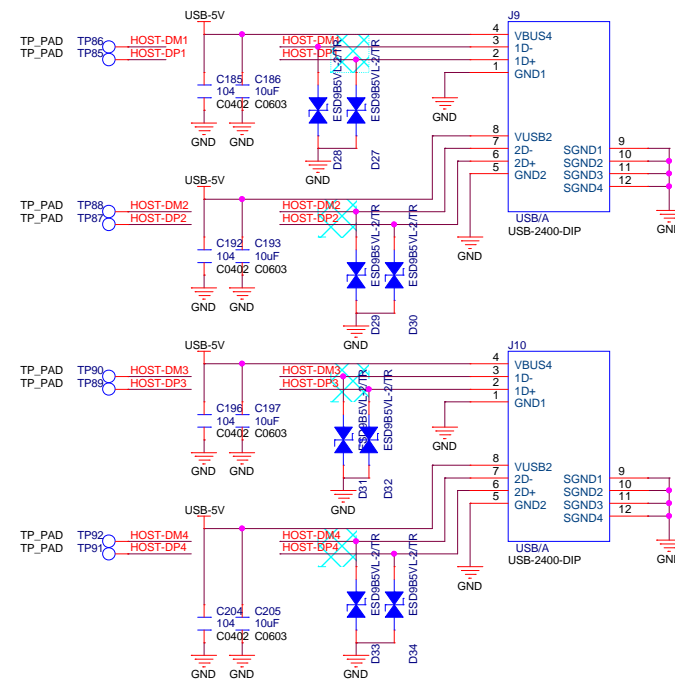 USB-5V
J9
TP_PAD TP86 HOST-DM1 HOST-DM1
TP_PAD TP85 HOST-DP1 HOST-DP1
4 VBUS4
3 1D-
2 1D+
1 GND1
C185
104
C0402
C186
10uF
C0603
ESD9B5VL-2/TR
ESD9B5VL-2/TR
GND
GND GND
GND
D28
D27
8 VUSB2
7 2D-
6 2D+
5 GND2
SGND1 9
SGND2 10
SGND3 11
SGND4 12
USB-5V
TP_PAD TP88 HOST-DM2 HOST-DM2
TP_PAD TP87 HOST-DP2 HOST-DP2
C192
104
C0402
C193
10uF
C0603
ESD9B5VL-2/TR
ESD9B5VL-2/TR
USB/A
USB-2400-DIP
GND
GND
GND GND
GND
D29
D30
USB-5V
J10
TP_PAD TP90 HOST-DM3 HOST-DM3
TP_PAD TP89 HOST-DP3 HOST-DP3
4 VBUS4
3 1D-
2 1D+
1 GND1
C196
104
C0402
C197
10uF
C0603
ESD9B5VL-2/TR
ESD9B5VL-2/TR
GND
GND GND
GND
D31
D32
8 VUSB2
7 2D-
6 2D+
5 GND2
SGND1 9
SGND2 10
SGND3 11
SGND4 12
USB-5V
TP_PAD TP92 HOST-DM4 HOST-DM4
TP_PAD TP91 HOST-DP4 HOST-DP4
USB/A
USB-2400-DIP
GND
GND
C204
104
C0402
C205
10uF
C0603
ESD9B5VL-2/TR
ESD9B5VL-2/TR
D33
D34
GND GND
GND